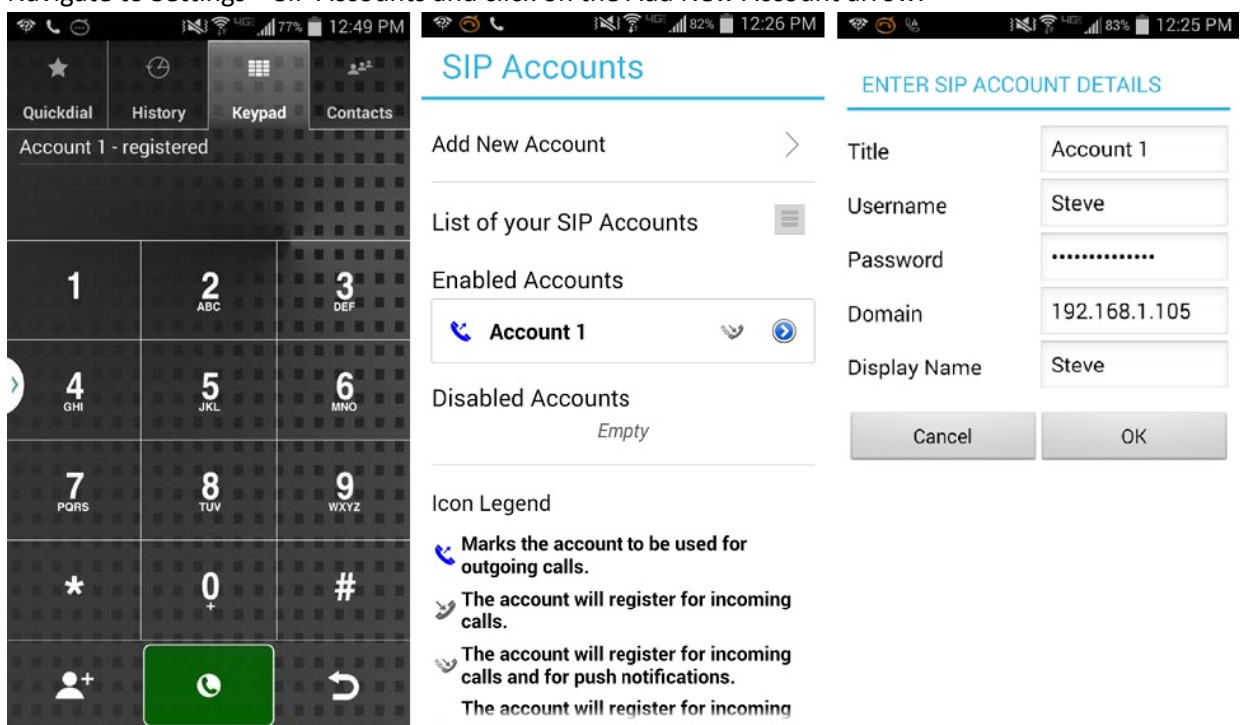 77% 12:49 PM
Quickdial History Keypad Contacts
Account 1 - registered
1 2 3
ABC DEF
4 5 6
GHI JKL MNO
7 8 9
PQRS TUV WXYZ
* 0 #
+
82% 12:26 PM
SIP Accounts
Add New Account
List of your SIP Accounts
Enabled Accounts
Account 1
Disabled Accounts
Empty
Icon Legend
Marks the account to be used for
outgoing calls.
The account will register for incoming
calls.
The account will register for incoming
calls and for push notifications.
The account will register for incoming
4G 83% 12:25 PM
ENTER SIP ACCOUNT DETAILS
Title Account 1
Username Steve
Password ••••••••••••••
Domain 192.168.1.105
Display Name Steve
Cancel OK